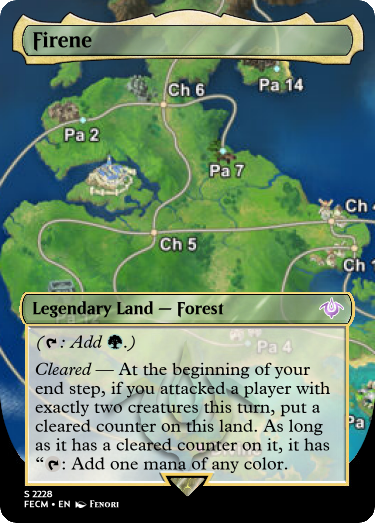 Firene
Ch 6
Pa 14
Pa 2
Pa 7
Ch 5
Ch
Ch 1
Legendary Land — Forest
(T: Add G.)
Pa 4
Cleared — At the beginning of your
end step, if you attacked a player with
exactly two creatures this turn, put a
cleared counter on this land. As long
as it has a cleared counter on it, it has
“ T: Add one mana of any color.
Pa
S 2228
FECM • EN Fenori